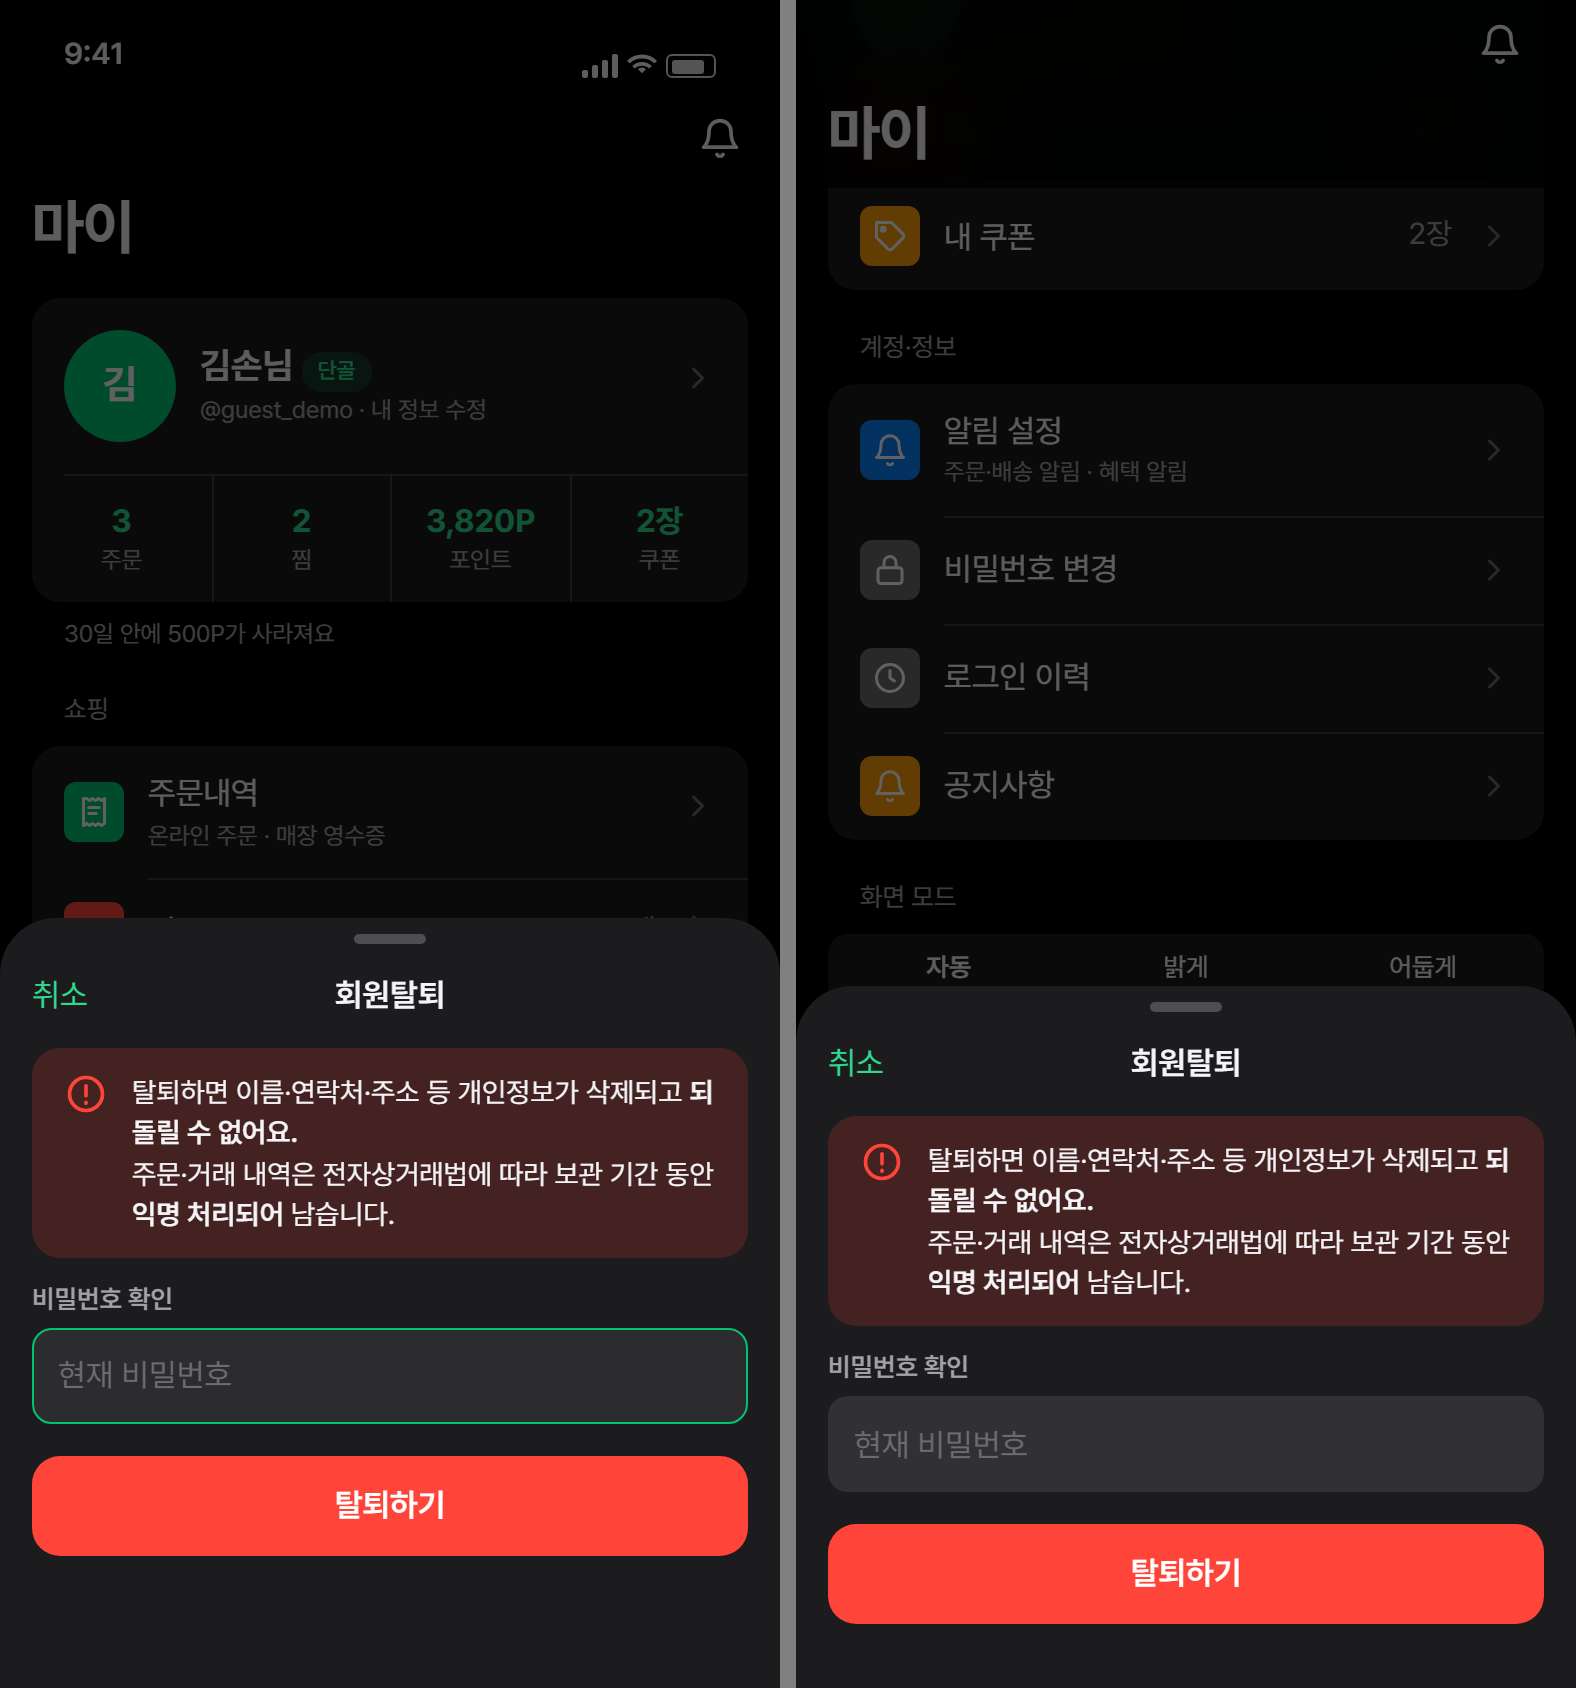 9:41
마이
김
김손님 단골
@guest_demo · 내 정보 수정
3 2 3,820P 2장
주문 찜 포인트 쿠폰
30일 안에 500P가 사라져요
쇼핑
주문내역
온라인 주문 · 매장 영수증
취소 회원탈퇴
탈퇴하면 이름·연락처·주소 등 개인정보가 삭제되고 되
돌릴 수 없어요.
주문·거래 내역은 전자상거래법에 따라 보관 기간 동안
익명 처리되어 남습니다.
비밀번호 확인
현재 비밀번호
탈퇴하기
마이
내 쿠폰 2장
계정·정보
알림 설정
주문·배송 알림 · 혜택 알림
비밀번호 변경
로그인 이력
공지사항
화면 모드
자동 밝게 어둡게
취소 회원탈퇴
탈퇴하면 이름·연락처·주소 등 개인정보가 삭제되고 되
돌릴 수 없어요.
주문·거래 내역은 전자상거래법에 따라 보관 기간 동안
익명 처리되어 남습니다.
비밀번호 확인
현재 비밀번호
탈퇴하기